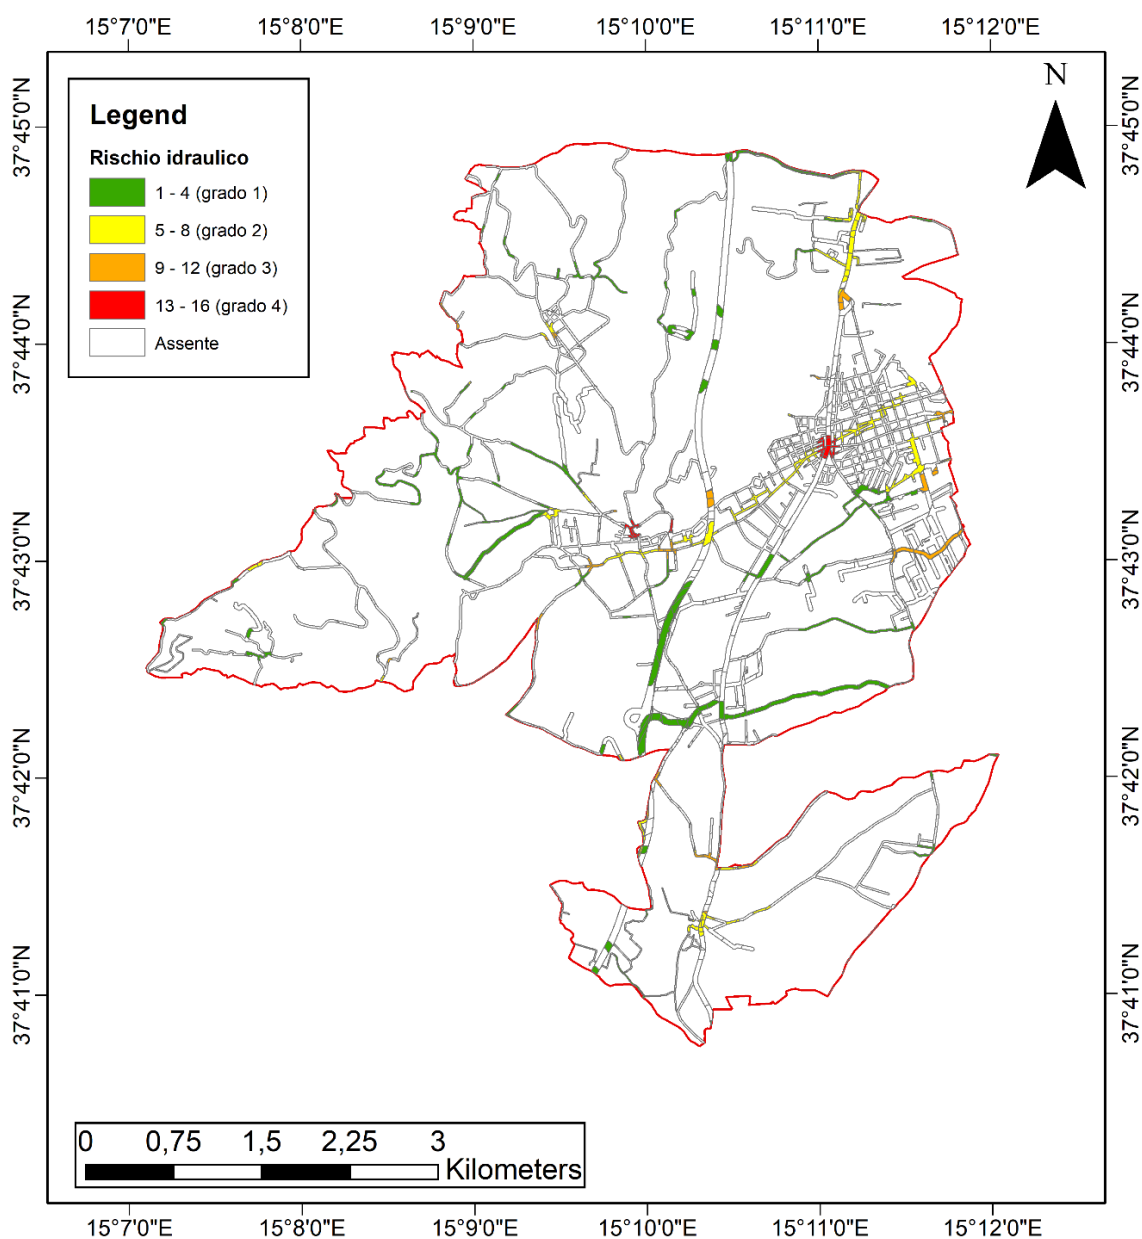 15°7'0"E 15°8'0"E 15°9'0"E 15°10'0"E 15°11'0"E 15°12'0"E
N
Legend
Rischio idraulico
1 - 4 (grado 1)
5 - 8 (grado 2)
9 - 12 (grado 3)
13 - 16 (grado 4)
Assente
37°45'0"N 37°45'0"N
37°44'0"N 37°44'0"N
37°43'0"N 37°43'0"N
37°42'0"N 37°42'0"N
37°41'0"N 37°41'0"N
0 0,75 1,5 2,25 3
Kilometers
15°7'0"E 15°8'0"E 15°9'0"E 15°10'0"E 15°11'0"E 15°12'0"E